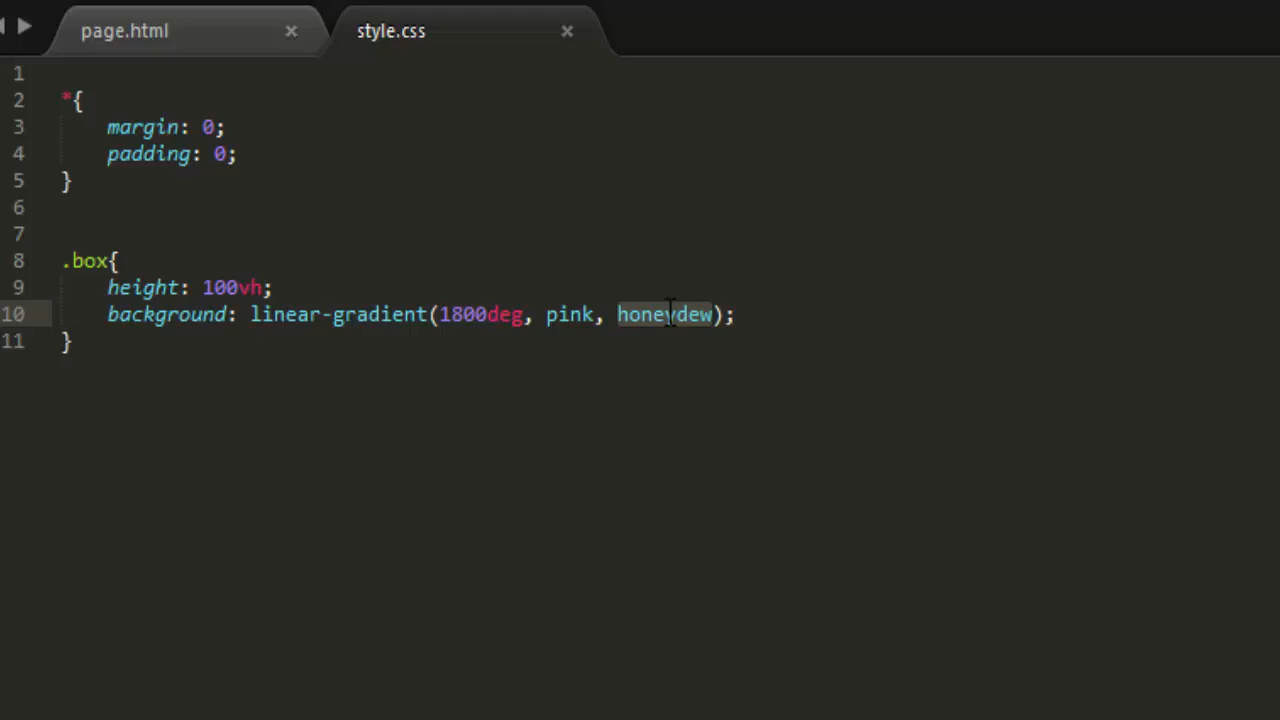 page.html × style.css ×
1
2 *{
3 margin: 0;
4 padding: 0;
5 }
6
7
8 .box{
9 height: 100vh;
10 background: linear-gradient(1800deg, pink, honeydew);
11 }